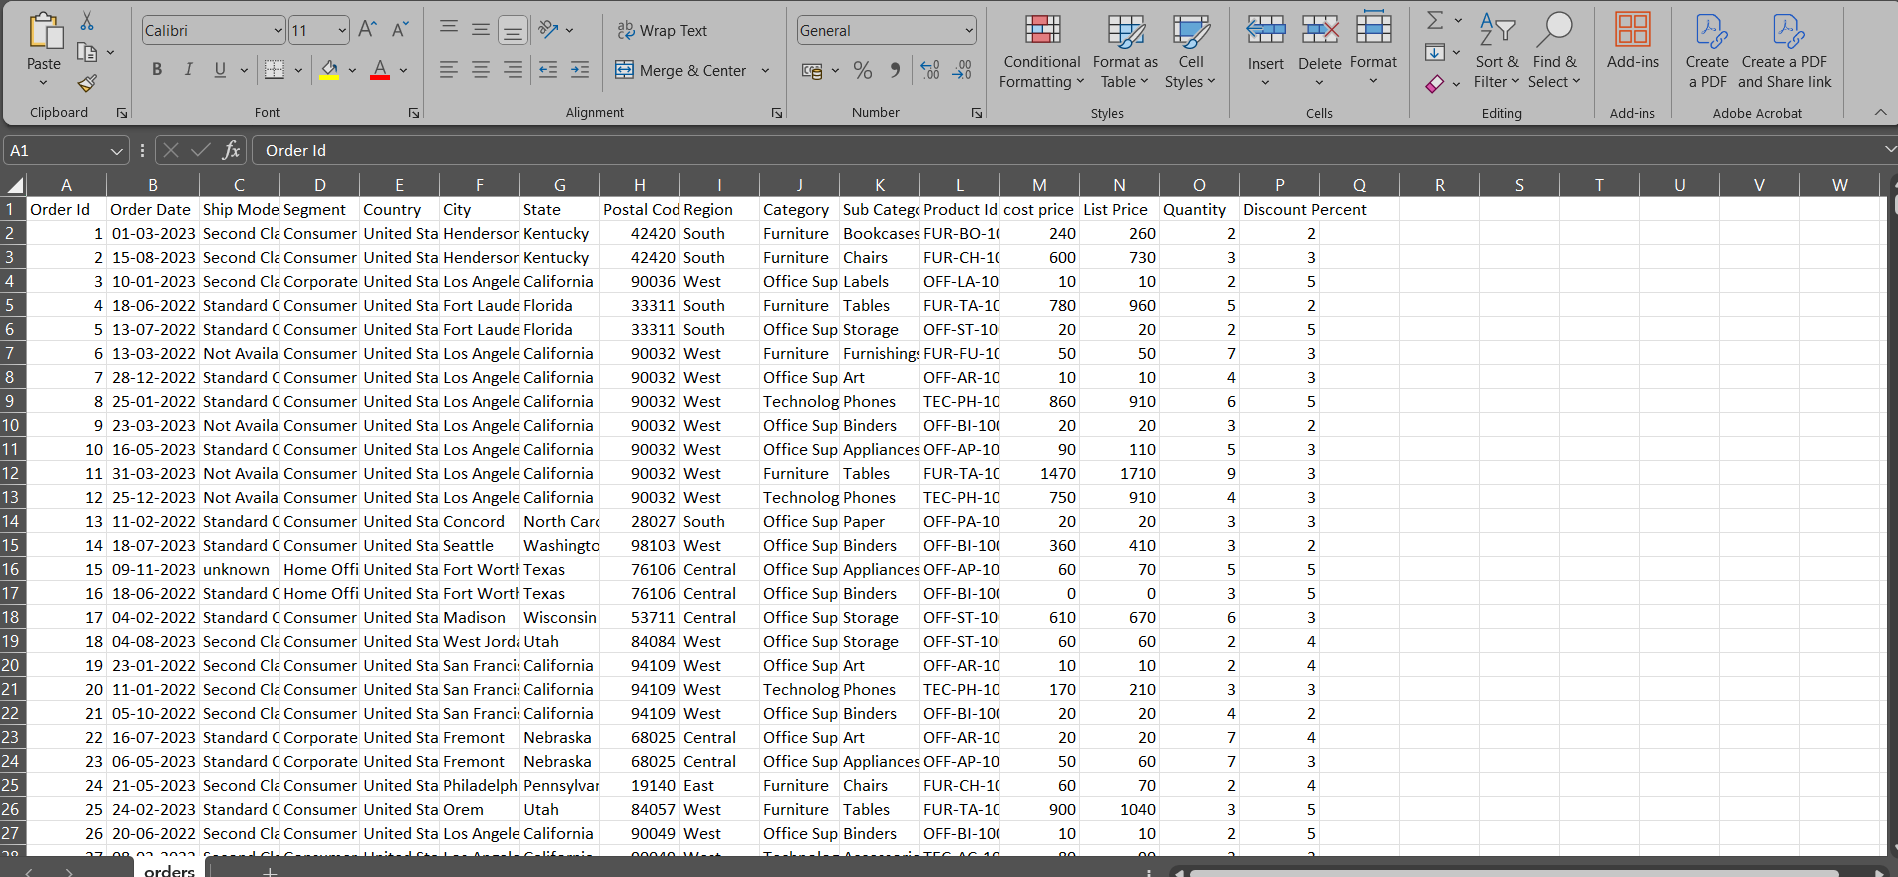 Calibri 11 General
Wrap Text
Merge & Center
Paste
B I U
Conditional Formatting
Format as Table
Cell Styles
Insert Delete Format
Sort & Filter
Find & Select
Add-ins
Create a PDF
Create a PDF and Share link
Clipboard Font Alignment Number Styles Cells Editing Add-ins Adobe Acrobat
A1 fx Order Id
A B C D E F G H I J K L M N O P Q R S T U V W
1 Order Id Order Date Ship Mode Segment Country City State Postal Cod Region Category Sub Catego Product Id cost price List Price Quantity Discount Percent
2 1 01-03-2023 Second Cla Consumer United Sta Henderson Kentucky 42420 South Furniture Bookcases FUR-BO-10 240 260 2 2
3 2 15-08-2023 Second Cla Consumer United Sta Henderson Kentucky 42420 South Furniture Chairs FUR-CH-10 600 730 3 3
4 3 10-01-2023 Second Cla Corporate United Sta Los Angele California 90036 West Office Sup Labels OFF-LA-10 10 10 2 5
5 4 18-06-2022 Standard C Consumer United Sta Fort Laude Florida 33311 South Furniture Tables FUR-TA-10 780 960 5 2
6 5 13-07-2022 Standard C Consumer United Sta Fort Laude Florida 33311 South Office Sup Storage OFF-ST-10 20 20 2 5
7 6 13-03-2022 Not Availa Consumer United Sta Los Angele California 90032 West Furniture Furnishings FUR-FU-10 50 50 7 3
8 7 28-12-2022 Standard C Consumer United Sta Los Angele California 90032 West Office Sup Art OFF-AR-10 10 10 4 3
9 8 25-01-2022 Standard C Consumer United Sta Los Angele California 90032 West Technolog Phones TEC-PH-10 860 910 6 5
10 9 23-03-2023 Not Availa Consumer United Sta Los Angele California 90032 West Office Sup Binders OFF-BI-100 20 20 3 2
11 10 16-05-2023 Standard C Consumer United Sta Los Angele California 90032 West Office Sup Appliances OFF-AP-10 90 110 5 3
12 11 31-03-2023 Not Availa Consumer United Sta Los Angele California 90032 West Furniture Tables FUR-TA-10 1470 1710 9 3
13 12 25-12-2023 Not Availa Consumer United Sta Los Angele California 90032 West Technolog Phones TEC-PH-10 750 910 4 3
14 13 11-02-2022 Standard C Consumer United Sta Concord North Caro 28027 South Office Sup Paper OFF-PA-10 20 20 3 3
15 14 18-07-2023 Standard C Consumer United Sta Seattle Washingto 98103 West Office Sup Binders OFF-BI-100 360 410 3 2
16 15 09-11-2023 unknown Home Offi United Sta Fort Worth Texas 76106 Central Office Sup Appliances OFF-AP-10 60 70 5 5
17 16 18-06-2022 Standard C Home Offi United Sta Fort Worth Texas 76106 Central Office Sup Binders OFF-BI-100 0 0 3 5
18 17 04-02-2022 Standard C Consumer United Sta Madison Wisconsin 53711 Central Office Sup Storage OFF-ST-10 610 670 6 3
19 18 04-08-2023 Second Cla Consumer United Sta West Jorda Utah 84084 West Office Sup Storage OFF-ST-10 60 60 2 4
20 19 23-01-2022 Second Cla Consumer United Sta San Franci California 94109 West Office Sup Art OFF-AR-10 10 10 2 4
21 20 11-01-2022 Second Cla Consumer United Sta San Franci California 94109 West Technolog Phones TEC-PH-10 170 210 3 3
22 21 05-10-2022 Second Cla Consumer United Sta San Franci California 94109 West Office Sup Binders OFF-BI-100 20 20 4 2
23 22 16-07-2023 Standard C Corporate United Sta Fremont Nebraska 68025 Central Office Sup Art OFF-AR-10 20 20 7 4
24 23 06-05-2023 Standard C Corporate United Sta Fremont Nebraska 68025 Central Office Sup Appliances OFF-AP-10 50 60 7 3
25 24 21-05-2023 Second Cla Consumer United Sta Philadelph Pennsylvan 19140 East Furniture Chairs FUR-CH-10 60 70 2 4
26 25 24-02-2023 Standard C Consumer United Sta Orem Utah 84057 West Furniture Tables FUR-TA-10 900 1040 3 5
27 26 20-06-2022 Second Cla Consumer United Sta Los Angele California 90049 West Office Sup Binders OFF-BI-100 10 10 2 5
orders